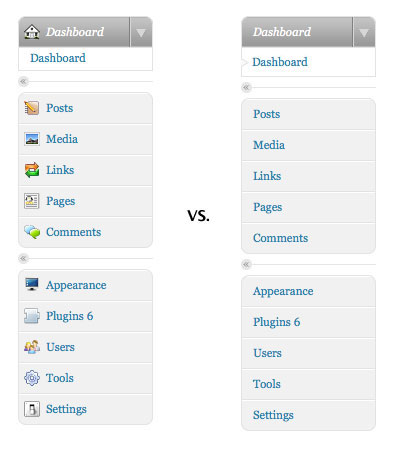 Dashboard
Dashboard
Posts
Media
Links
Pages
Comments
Appearance
Plugins 6
Users
Tools
Settings
vs.
Dashboard
Dashboard
Posts
Media
Links
Pages
Comments
Appearance
Plugins 6
Users
Tools
Settings